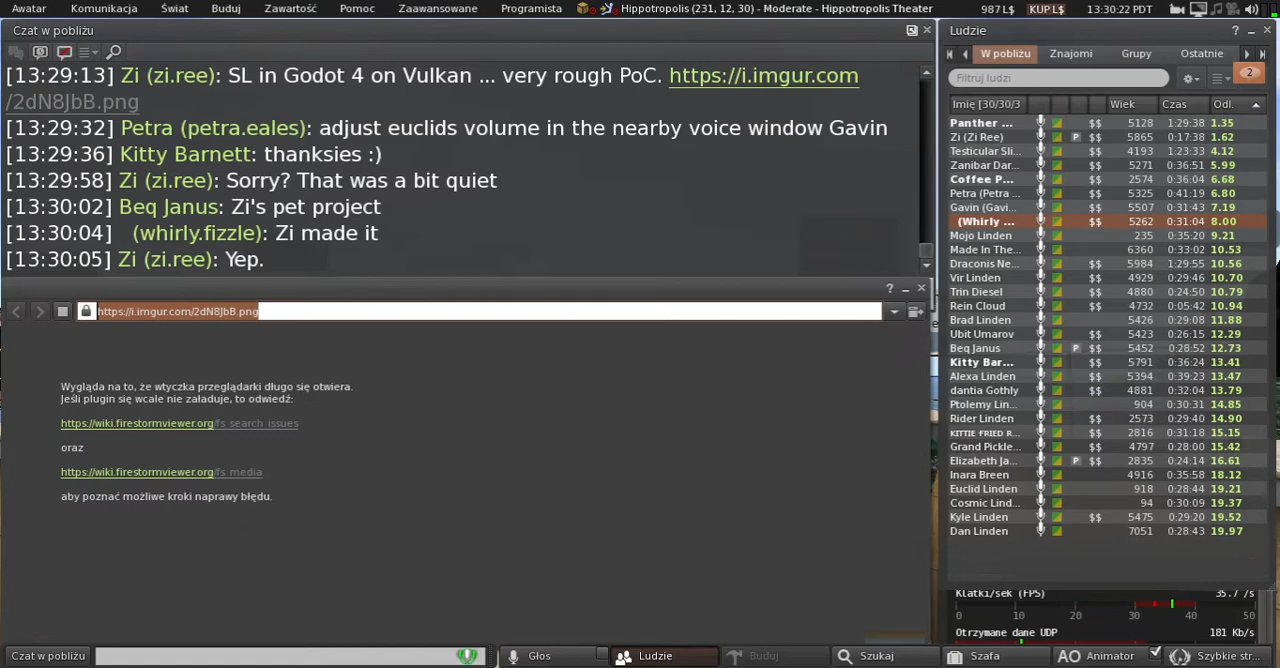 Awatar Komunikacja Świat Buduj Zawartość Pomoc Zaawansowane Programista Hippotropolis (231, 12, 30) - Moderate - Hippotropolis Theater 987 L$ KUP L$ 13:30:22 PDT
Czat w pobliżu
[13:29:13] Zi (zi.ree): SL in Godot 4 on Vulkan ... very rough PoC. https://i.imgur.com
/2dN8JbB.png
[13:29:32] Petra (petra.eales): adjust euclids volume in the nearby voice window Gavin
[13:29:36] Kitty Barnett: thanksies :)
[13:29:58] Zi (zi.ree): Sorry? That was a bit quiet
[13:30:02] Beq Janus: Zi's pet project
[13:30:04] (whirly.fizzle): Zi made it
[13:30:05] Zi (zi.ree): Yep.
https://i.imgur.com/2dN8JbB.png
Wygląda na to, że wtyczka przeglądarki długo się otwiera.
Jeśli plugin się wcale nie załaduje, to odwiedź:
https://wiki.firestormviewer.org/fs_search_issues
oraz
https://wiki.firestormviewer.org/fs_media
aby poznać możliwe kroki naprawy błędu.
Ludzie
W pobliżu Znajomi Grupy Ostatnie
Filtruj ludzi 2
Imię [30/30/3 Wiek Czas Odl.
Panther ... $$ 5128 1:29:38 1.35
Zi (Zi Ree) P $$ 5865 0:17:38 1.62
Testicular Sli... $$ 4193 1:23:33 4.12
Zanibar Dar... $$ 5271 0:36:51 5.99
Coffee P... $$ 2574 0:36:04 6.68
Petra (Petra ... $$ 5325 0:41:19 6.80
Gavin (Gavi... $$ 5507 0:31:43 7.19
(Whirly ... $$ 5262 0:31:04 8.00
Mojo Linden 235 0:35:20 9.21
Made In The... 6360 0:33:02 10.53
Draconis Ne... $$ 5984 1:29:55 10.56
Vir Linden $$ 4929 0:29:46 10.70
Trin Diesel $$ 4880 0:24:50 10.79
Rein Cloud $$ 4732 0:05:42 10.94
Brad Linden 5426 0:29:08 11.88
Ubit Umarov $$ 5423 0:26:15 12.29
Beq Janus P $$ 5452 0:28:52 12.73
Kitty Bar... $$ 5791 0:36:24 13.41
Alexa Linden $$ 5394 0:39:23 13.47
dantia Gothly $$ 4881 0:32:04 13.79
Ptolemy Lin... 904 0:30:31 14.85
Rider Linden $$ 2573 0:29:40 14.90
KITTIE FRIED R... $$ 2816 0:31:18 15.15
Grand Pickle... $$ 4797 0:28:00 15.42
Elizabeth Ja... P $$ 2835 0:24:14 16.61
Inara Breen 4916 0:35:58 18.12
Euclid Linden 918 0:28:44 19.21
Cosmic Lind... 94 0:30:09 19.37
Kyle Linden $$ 5475 0:29:20 19.52
Dan Linden 7051 0:28:43 19.97
Klatki/sek (FPS) 35.7 /s
0 10 20 30 40 50
Otrzymane dane UDP 181 Kb/s
Czat w pobliżu Głos Ludzie Buduj Szukaj Szafa AO Animator Szybkie str...